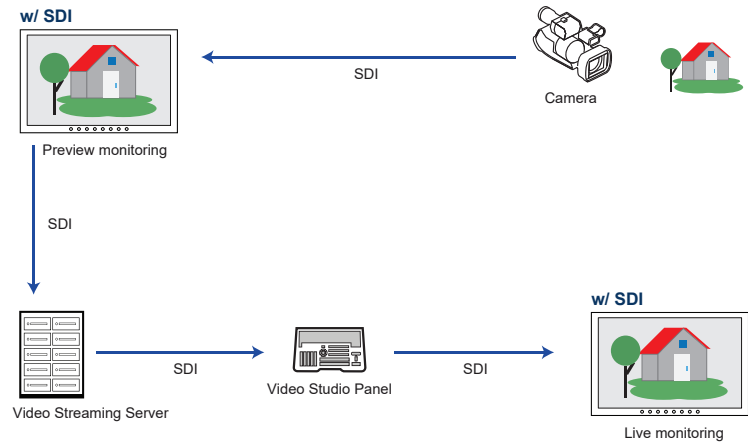 w/ SDI
SDI
Camera
Preview monitoring
SDI
w/ SDI
SDI
Video Studio Panel
SDI
Video Streaming Server
Live monitoring